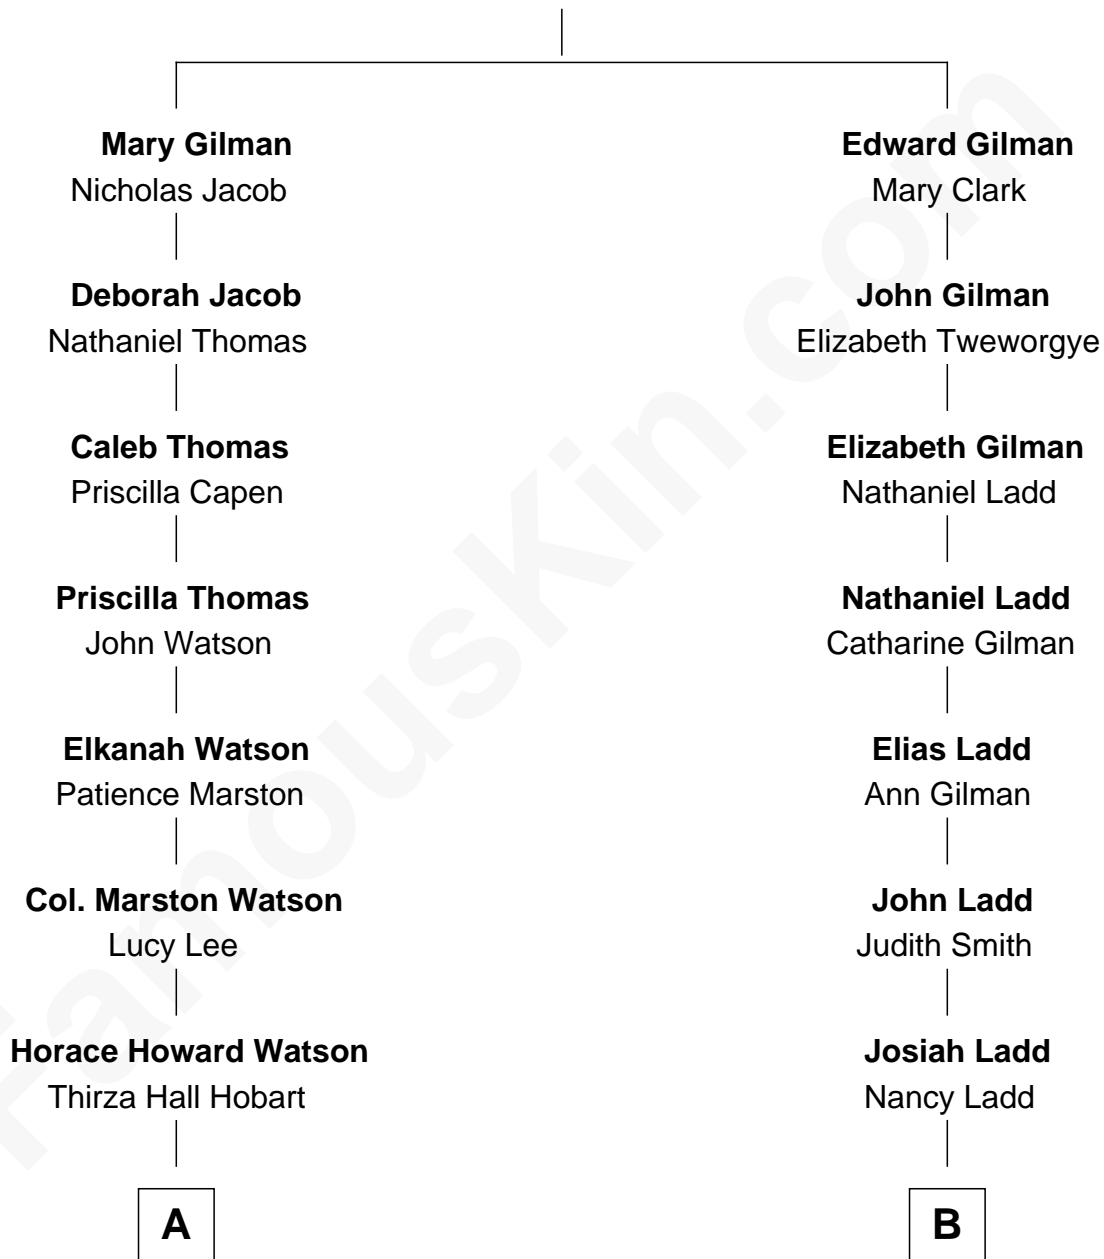 Mary Gilman
Nicholas Jacob
Deborah Jacob
Nathaniel Thomas
Caleb Thomas
Priscilla Capen
Priscilla Thomas
John Watson
Elkanah Watson
Patience Marston
Col. Marston Watson
Lucy Lee
Horace Howard Watson
Thirza Hall Hobart
A
Edward Gilman
Mary Clark
John Gilman
Elizabeth Tweworgye
Elizabeth Gilman
Nathaniel Ladd
Nathaniel Ladd
Catharine Gilman
Elias Ladd
Ann Gilman
John Ladd
Judith Smith
Josiah Ladd
Nancy Ladd
B
FamousKin.com